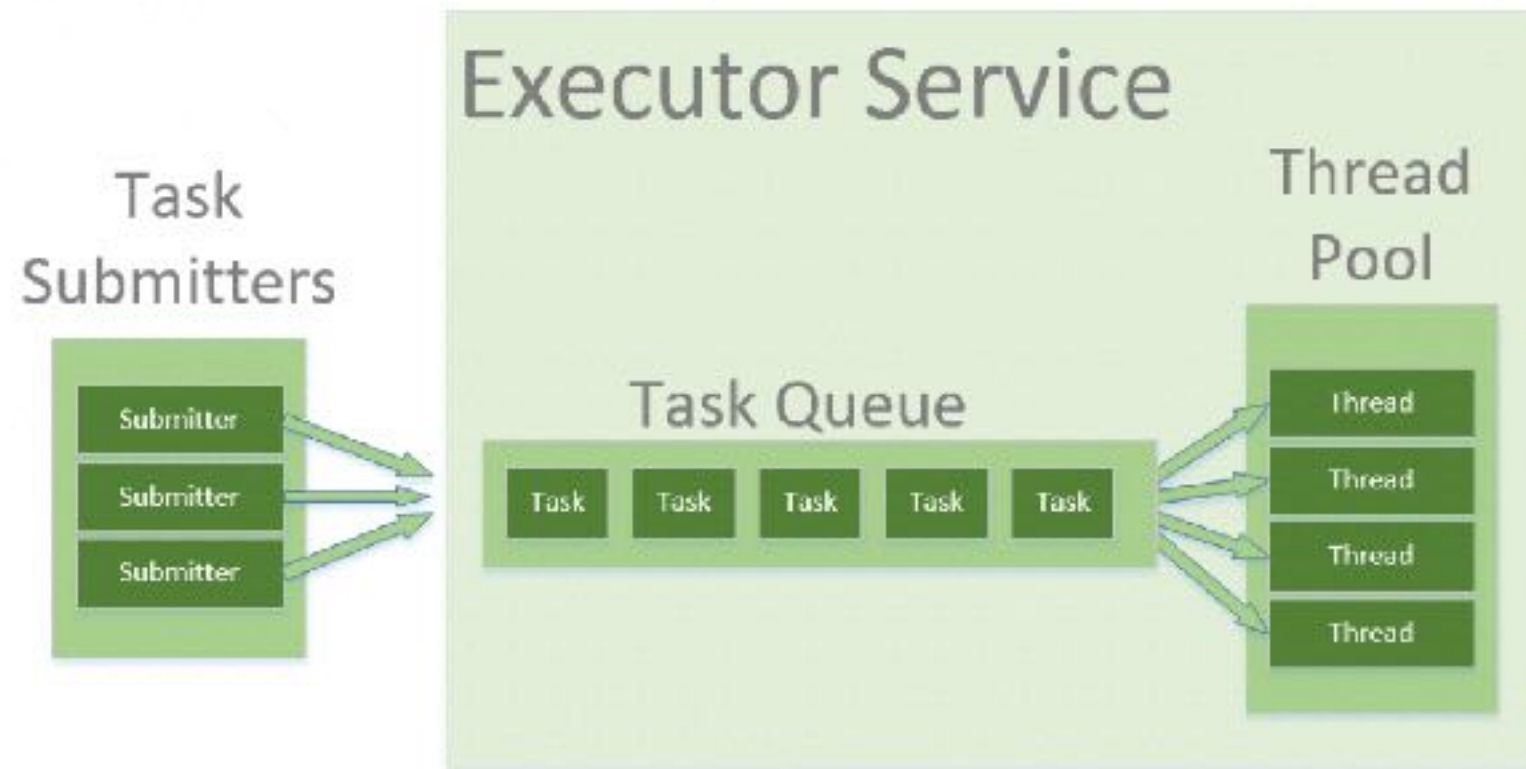 Executor Service
Task
Submitters
Submitter
Submitter
Submitter
Task Queue
Task Task Task Task Task
Thread
Pool
Thread
Thread
Thread
Thread